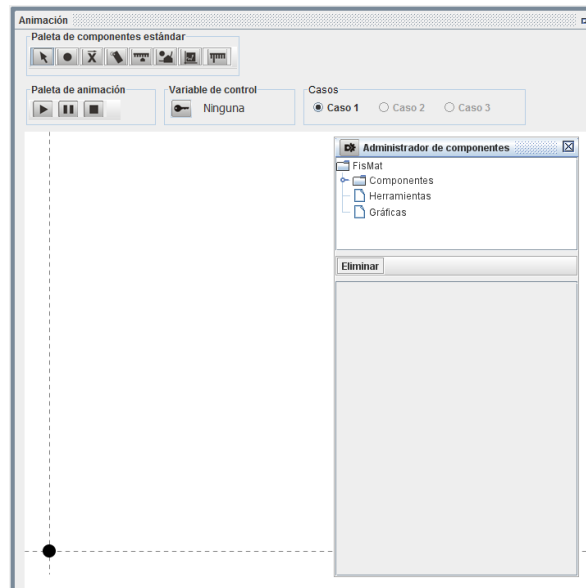 Animación
Paleta de componentes estándar
Paleta de animación
Variable de control
Ninguna
Casos
Caso 1
Caso 2
Caso 3
Administrador de componentes
FisMat
Componentes
Herramientas
Gráficas
Eliminar